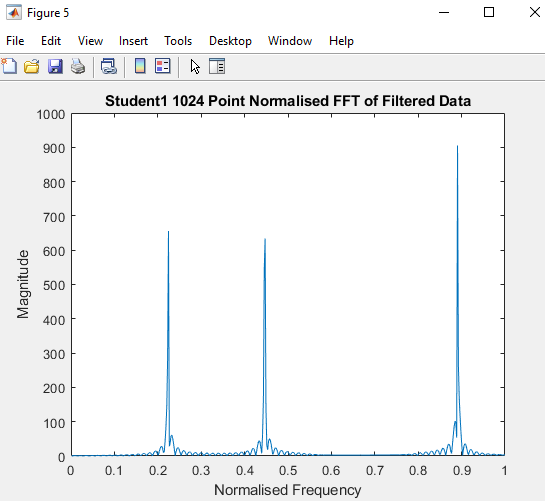 Figure 5
File Edit View Insert Tools Desktop Window Help
Student1 1024 Point Normalised FFT of Filtered Data
1000
900
800
700
600
500
400
300
200
100
0
Magnitude
0 0.1 0.2 0.3 0.4 0.5 0.6 0.7 0.8 0.9 1
Normalised Frequency